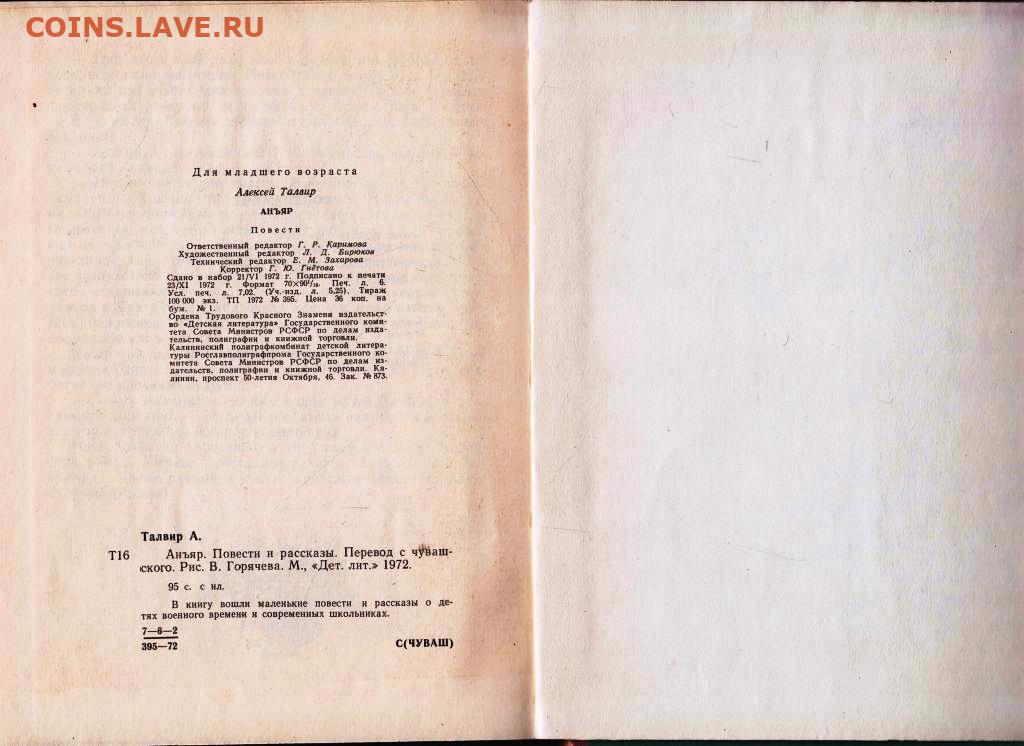 COINS.LAVE.RU
Для младшего возраста
Алексей Талвир
АНЪЯР
Повести
Ответственный редактор Г. Р. Каримова
Художественный редактор Л. Д. Бирюков
Технический редактор Е. М. Захарова
Корректор Г. Ю. Гнётова
Сдано в набор 21/VI 1972 г. Подписано к печати
23/XI 1972 г. Формат 70×90¹/₁₆. Печ. л. 6.
Усл. печ. л. 7,02. (Уч.-изд. л. 5,25). Тираж
100 000 экз. ТП 1972 № 395. Цена 36 коп. на
бум. № 1.
Ордена Трудового Красного Знамени издательст-
во «Детская литература» Государственного коми-
тета Совета Министров РСФСР по делам изда-
тельств, полиграфии и книжной торговли.
Калининский полиграфкомбинат детской литера-
туры Росглавполиграфпрома Государственного ко-
митета Совета Министров РСФСР по делам из-
дательств, полиграфии и книжной торговли. Ка-
линин, проспект 50-летия Октября, 46. Зак. № 873.
Талвир А.
Т16 Анъяр. Повести и рассказы. Перевод с чуваш-
ского. Рис. В. Горячева. М., «Дет. лит.» 1972.
95 с. с ил.
В книгу вошли маленькие повести и рассказы о де-
тях военного времени и современных школьниках.
7—6—2
395—72 С(ЧУВАШ)